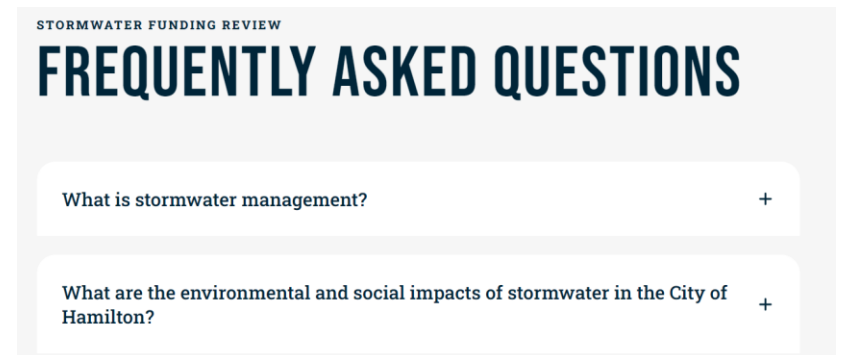 STORMWATER FUNDING REVIEW
FREQUENTLY ASKED QUESTIONS
What is stormwater management? +
What are the environmental and social impacts of stormwater in the City of
Hamilton? +